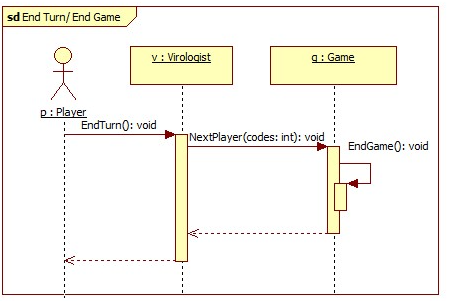 sd End Turn/ End Game
v : Virologist
g : Game
p : Player
EndTurn(): void
NextPlayer(codes: int): void
EndGame(): void